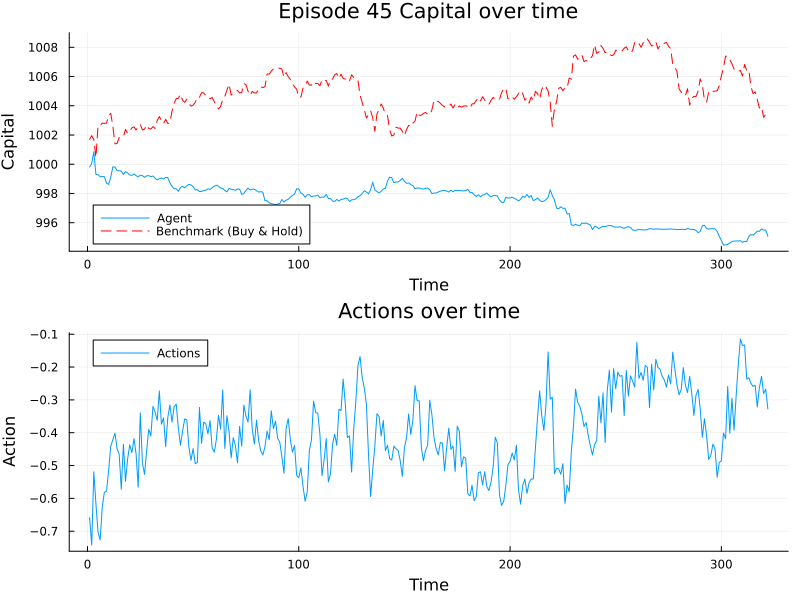 Episode 45 Capital over time
Capital
1008
1006
1004
1002
1000
998
996
Agent
Benchmark (Buy & Hold)
0
100
200
300
Time
Actions over time
Action
−0.1
−0.2
−0.3
−0.4
−0.5
−0.6
−0.7
Actions
0
100
200
300
Time